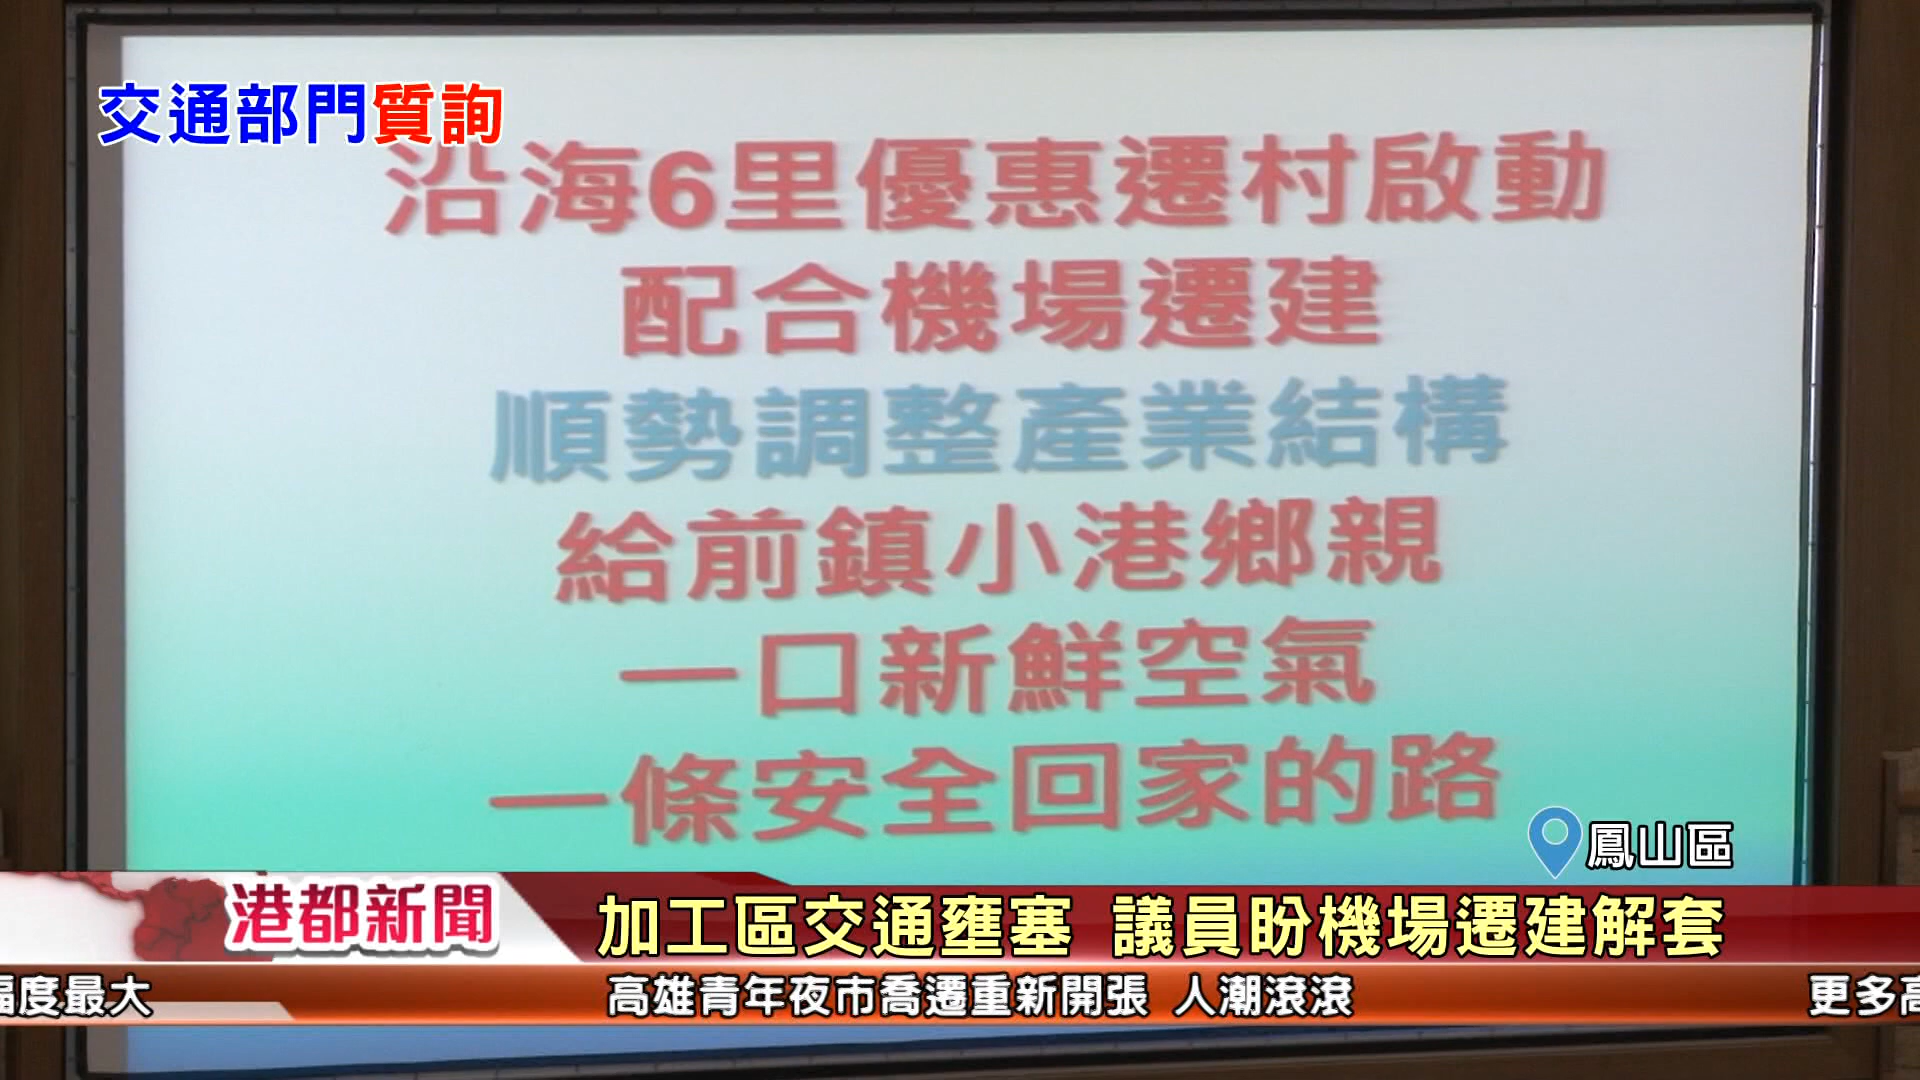 交通部門質詢
沿海6里優惠遷村啟動
配合機場遷建
順勢調整產業結構
給前鎮小港鄉親
一口新鮮空氣
一條安全回家的路
鳳山區
港都新聞
加工區交通壅塞 議員盼機場遷建解套
幅度最大 高雄青年夜市喬遷重新開張 人潮滾滾 更多高